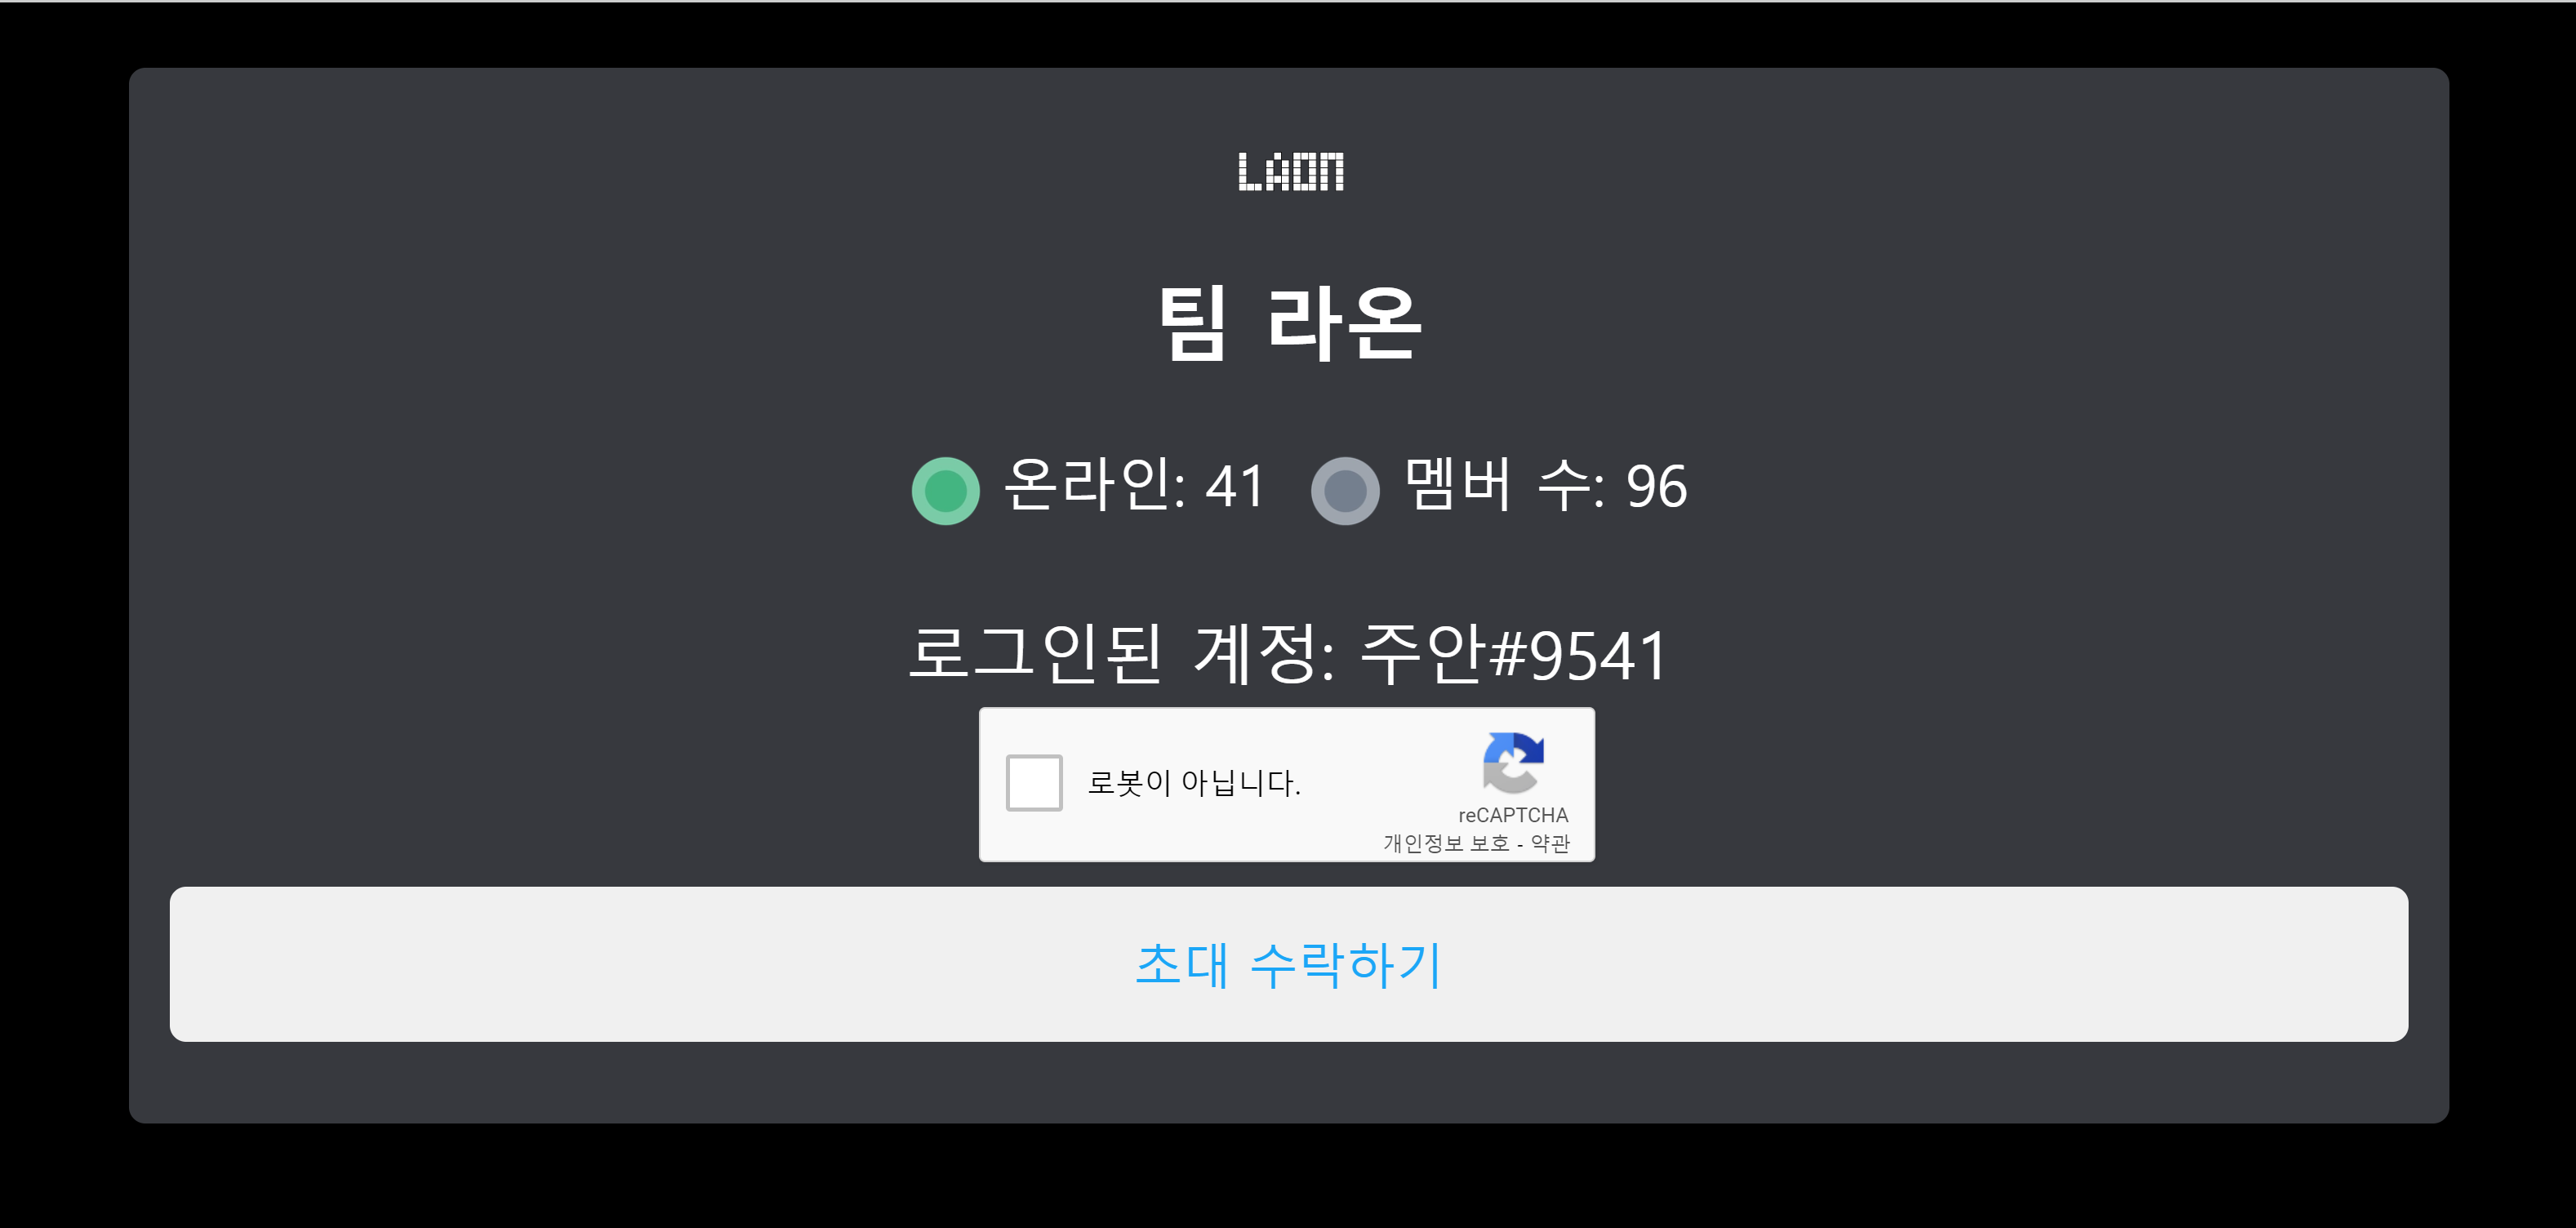 LAON
팀 라온
온라인: 41 멤버 수: 96
로그인된 계정: 주안#9541
로봇이 아닙니다.
reCAPTCHA
개인정보 보호 - 약관
초대 수락하기